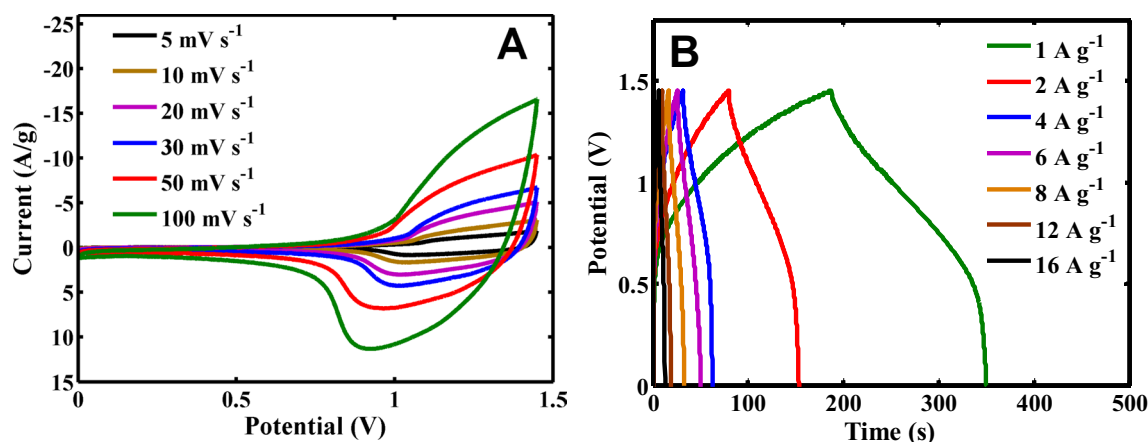 A
5 mV s⁻¹
10 mV s⁻¹
20 mV s⁻¹
30 mV s⁻¹
50 mV s⁻¹
100 mV s⁻¹
Current (A/g)
-25
-20
-15
-10
-5
0
5
10
15
0
0.5
1
1.5
Potential (V)
B
1 A g⁻¹
2 A g⁻¹
4 A g⁻¹
6 A g⁻¹
8 A g⁻¹
12 A g⁻¹
16 A g⁻¹
Potential (V)
1.5
1
0.5
0
0
100
200
300
400
500
Time (s)